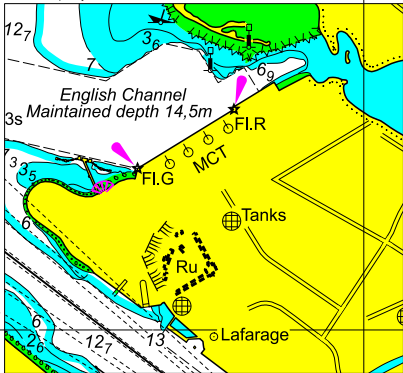 12₇
3₆
7
6₉
English Channel
Maintained depth 14,5m
3s
Fl.R
MCT
Fl.G
3₅
6
Tanks
Ru
6
2₆
12₇
13
Lafarage